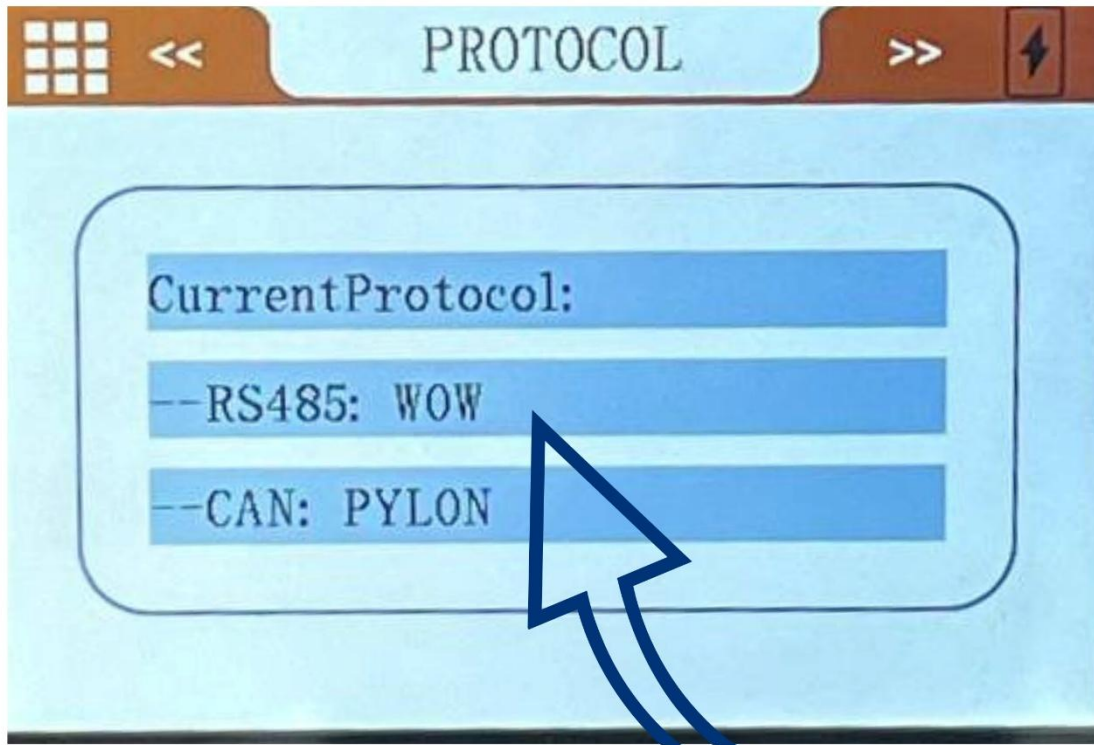 << PROTOCOL >>
CurrentProtocol:
--RS485: WOW
--CAN: PYLON